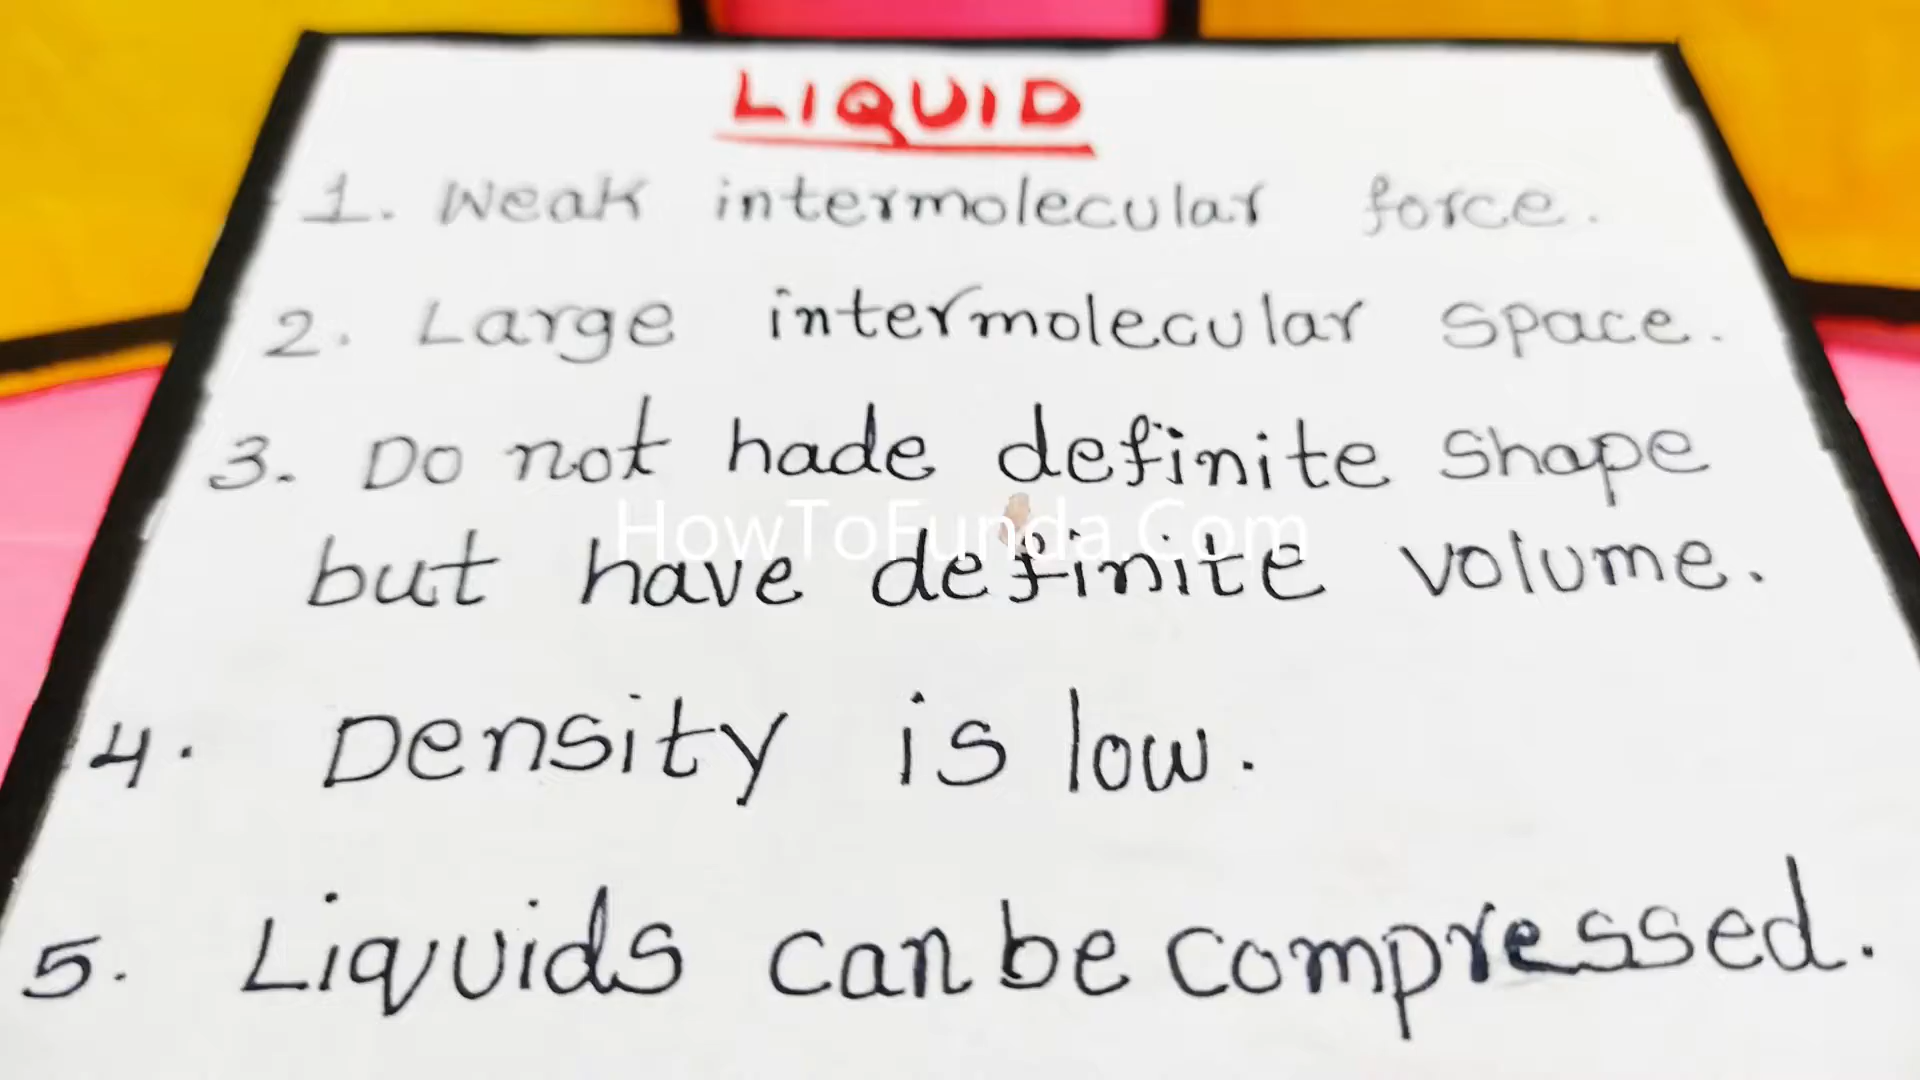 LIQUID
1. Weak intermolecular force.
2. Large intermolecular space.
3. Do not hade definite shape
HowToFunda.Com
but have definite volume.
4. Density is low.
5. Liquids can be compressed.